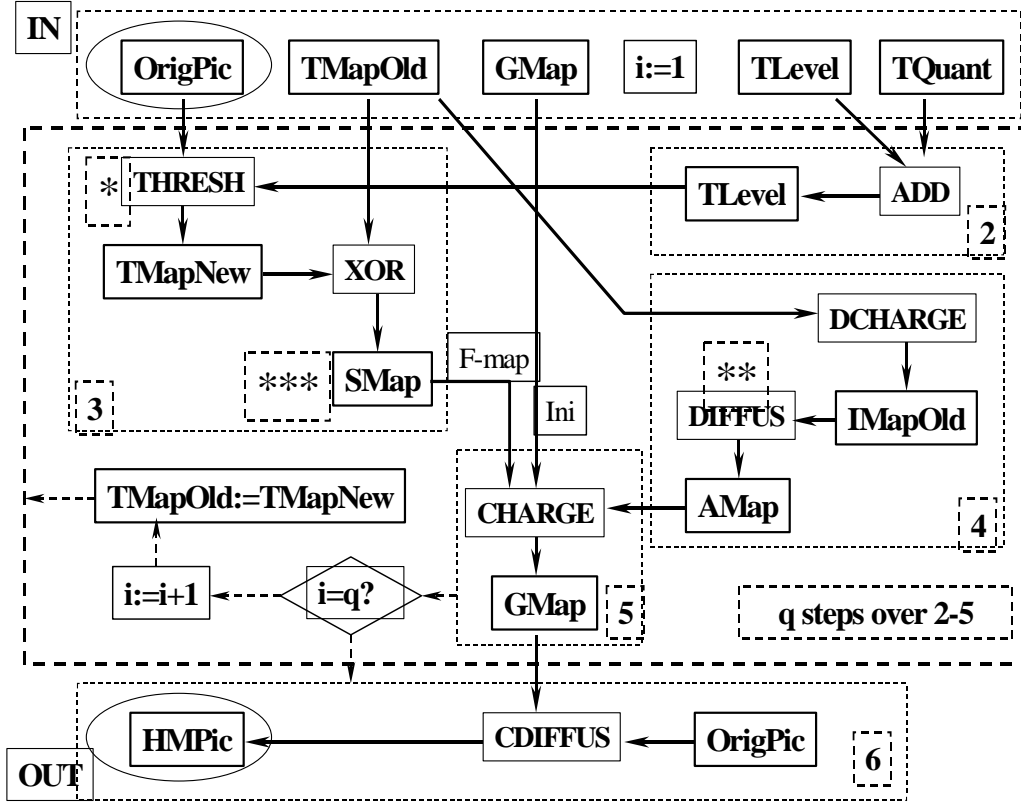 IN
OrigPic
TMapOld
GMap
i:=1
TLevel
TQuant
*
THRESH
TLevel
ADD
2
TMapNew
XOR
DCHARGE
F-map
***
SMap
3
**
DIFFUS
IMapOld
Ini
TMapOld:=TMapNew
CHARGE
AMap
4
i:=i+1
i=q?
GMap
5
q steps over 2-5
HMPic
CDIFFUS
OrigPic
6
OUT